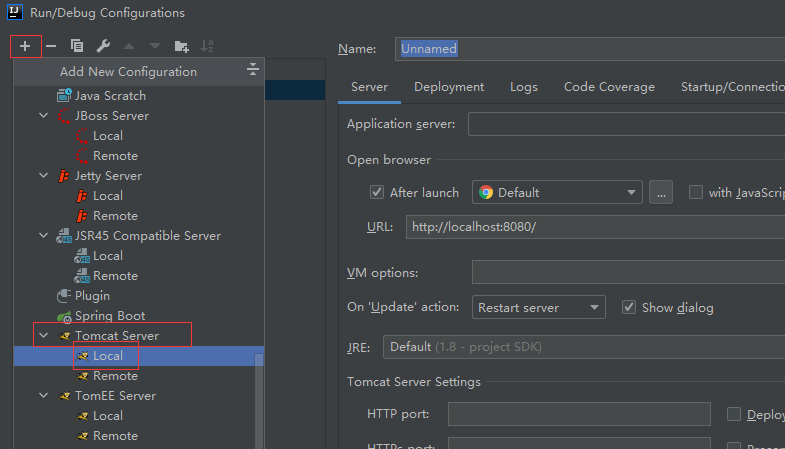 Run/Debug Configurations
Add New Configuration
Java Scratch
JBoss Server
Local
Remote
Jetty Server
Local
Remote
JSR45 Compatible Server
Local
Remote
Plugin
Spring Boot
Tomcat Server
Local
Remote
TomEE Server
Local
Remote
Name: Unnamed
Server Deployment Logs Code Coverage Startup/Connectio
Application server:
Open browser
After launch Default ... with JavaScrip
URL: http://localhost:8080/
VM options:
On 'Update' action: Restart server Show dialog
JRE: Default (1.8 - project SDK)
Tomcat Server Settings
HTTP port: Deploy
HTTPs port: